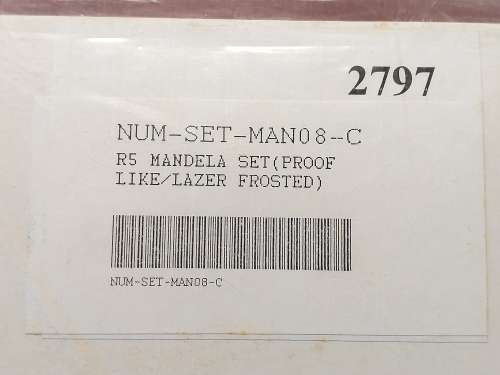 2797
NUM-SET-MAN08-C
R5 MANDELA SET(PROOF
LIKE/LAZER FROSTED)
NUM-SET-MAN08-C